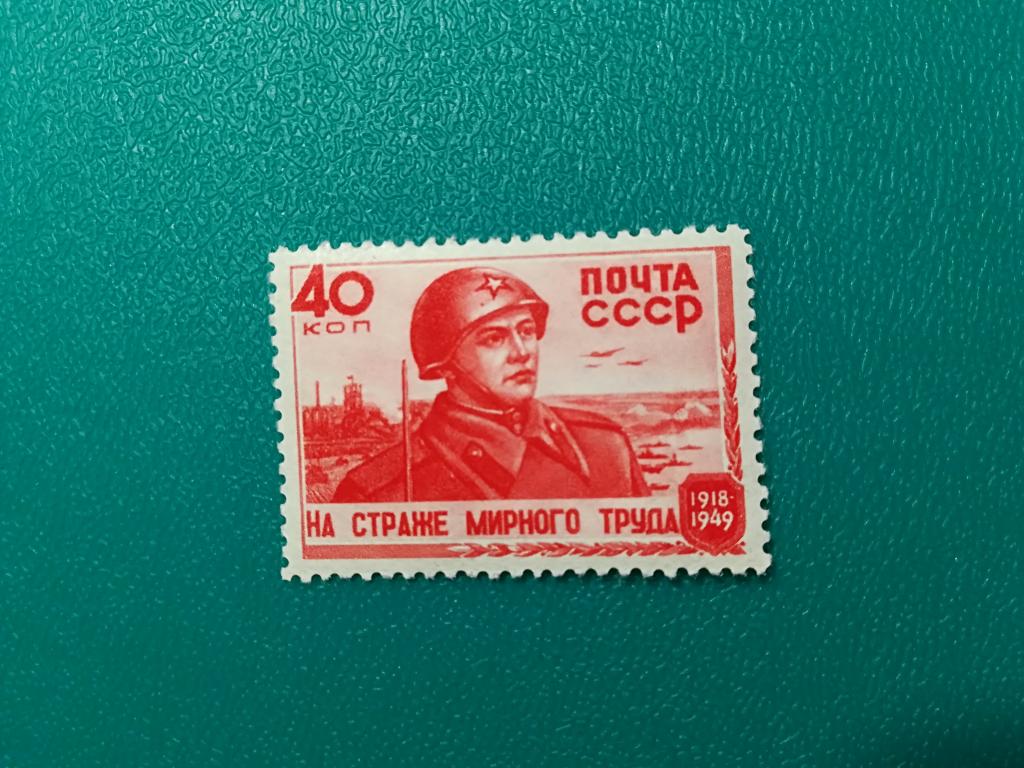 40
КОП
ПОЧТА
СССР
НА СТРАЖЕ МИРНОГО ТРУДА
1918-
1949